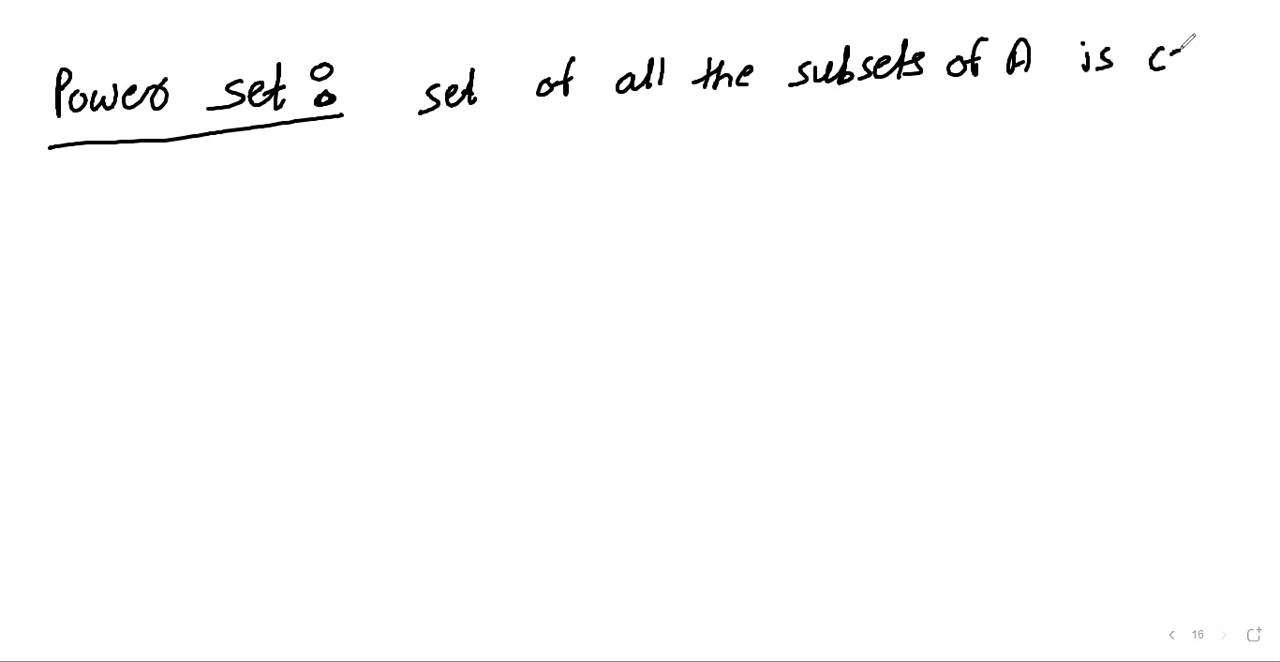 Power set : set of all the subsets of A is c
16